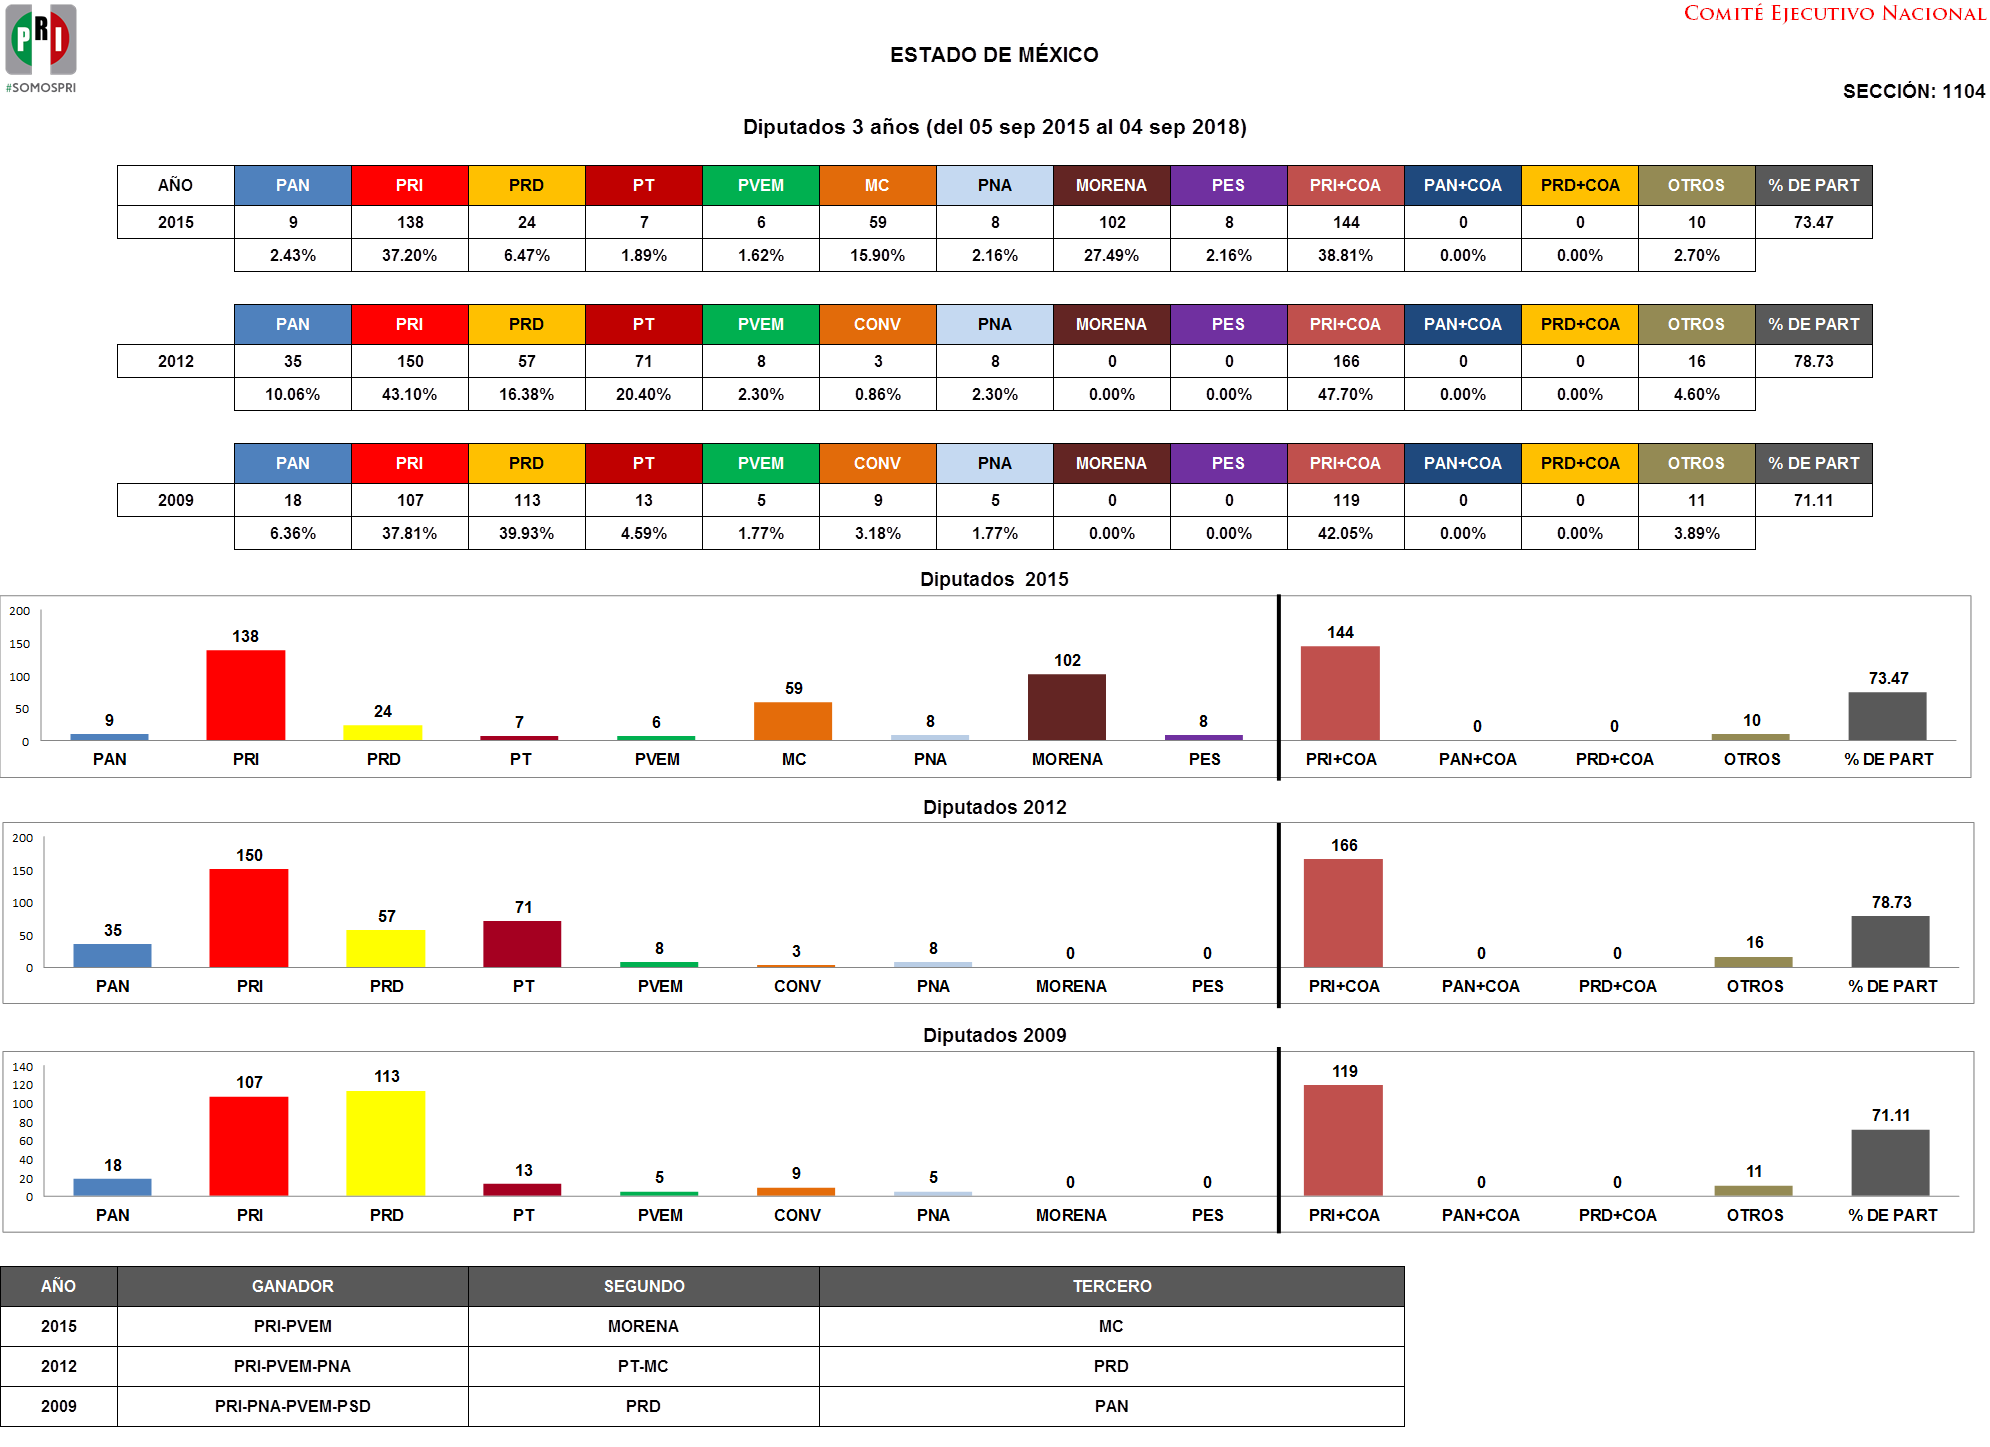 PRI
#SOMOSPRI
COMITÉ EJECUTIVO NACIONAL
ESTADO DE MÉXICO
SECCIÓN: 1104
Diputados 3 años (del 05 sep 2015 al 04 sep 2018)
AÑO PAN PRI PRD PT PVEM MC PNA MORENA PES PRI+COA PAN+COA PRD+COA OTROS % DE PART
2015 9 138 24 7 6 59 8 102 8 144 0 0 10 73.47
2.43% 37.20% 6.47% 1.89% 1.62% 15.90% 2.16% 27.49% 2.16% 38.81% 0.00% 0.00% 2.70%
PAN PRI PRD PT PVEM CONV PNA MORENA PES PRI+COA PAN+COA PRD+COA OTROS % DE PART
2012 35 150 57 71 8 3 8 0 0 166 0 0 16 78.73
10.06% 43.10% 16.38% 20.40% 2.30% 0.86% 2.30% 0.00% 0.00% 47.70% 0.00% 0.00% 4.60%
PAN PRI PRD PT PVEM CONV PNA MORENA PES PRI+COA PAN+COA PRD+COA OTROS % DE PART
2009 18 107 113 13 5 9 5 0 0 119 0 0 11 71.11
6.36% 37.81% 39.93% 4.59% 1.77% 3.18% 1.77% 0.00% 0.00% 42.05% 0.00% 0.00% 3.89%
Diputados 2015
200
150
100
50
0
9 138 24 7 6 59 8 102 8 144 0 0 10 73.47
PAN PRI PRD PT PVEM MC PNA MORENA PES PRI+COA PAN+COA PRD+COA OTROS % DE PART
Diputados 2012
200
150
100
50
0
35 150 57 71 8 3 8 0 0 166 0 0 16 78.73
PAN PRI PRD PT PVEM CONV PNA MORENA PES PRI+COA PAN+COA PRD+COA OTROS % DE PART
Diputados 2009
140
120
100
80
60
40
20
0
18 107 113 13 5 9 5 0 0 119 0 0 11 71.11
PAN PRI PRD PT PVEM CONV PNA MORENA PES PRI+COA PAN+COA PRD+COA OTROS % DE PART
AÑO GANADOR SEGUNDO TERCERO
2015 PRI-PVEM MORENA MC
2012 PRI-PVEM-PNA PT-MC PRD
2009 PRI-PNA-PVEM-PSD PRD PAN